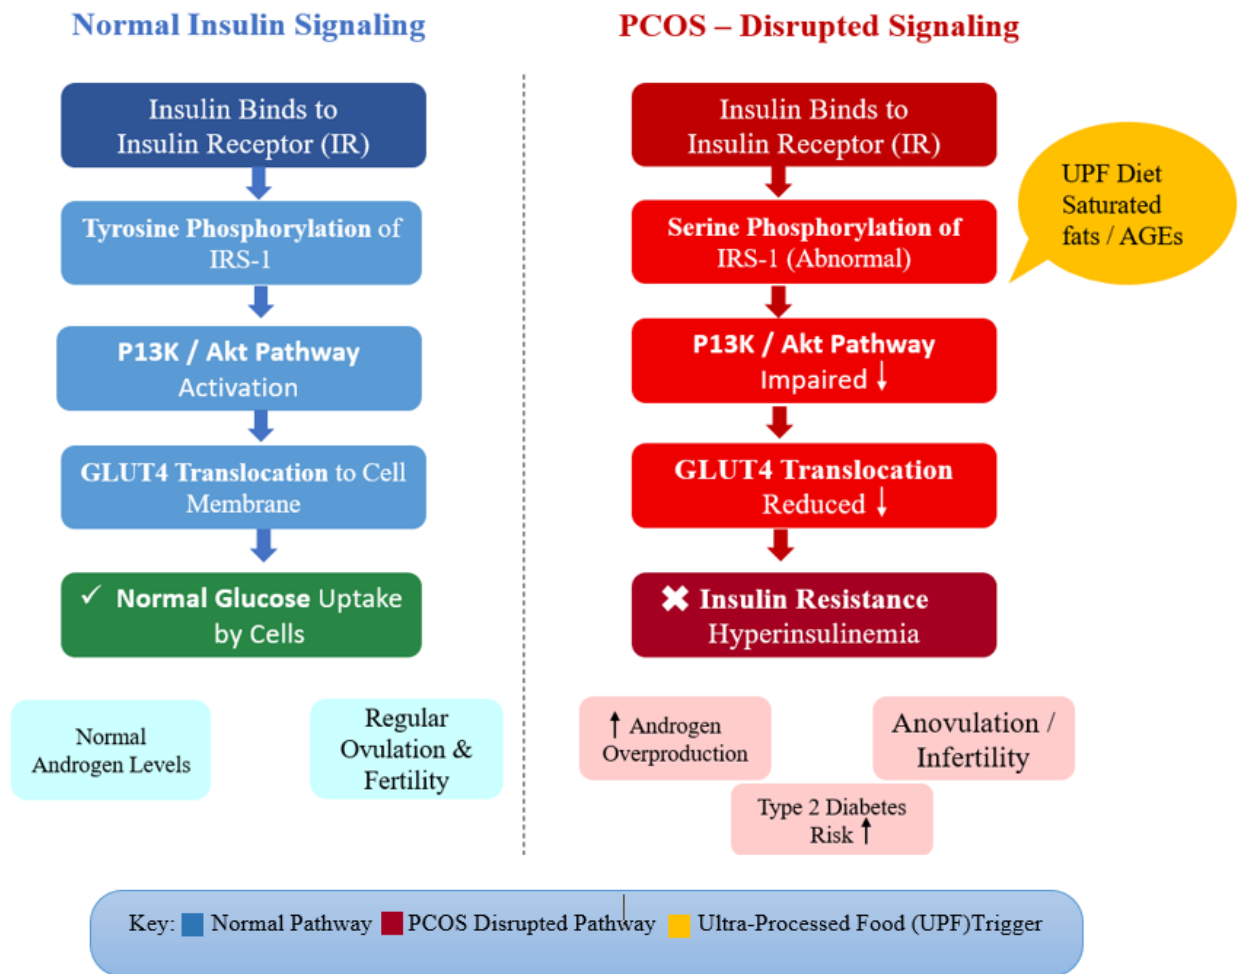 Normal Insulin Signaling
Insulin Binds to
Insulin Receptor (IR)
Tyrosine Phosphorylation of
IRS-1
P13K / Akt Pathway
Activation
GLUT4 Translocation to Cell
Membrane
✓ Normal Glucose Uptake
by Cells
Normal
Androgen Levels
Regular
Ovulation &
Fertility
PCOS – Disrupted Signaling
Insulin Binds to
Insulin Receptor (IR)
Serine Phosphorylation of
IRS-1 (Abnormal)
UPF Diet
Saturated
fats / AGEs
P13K / Akt Pathway
Impaired ↓
GLUT4 Translocation
Reduced ↓
✖ Insulin Resistance
Hyperinsulinemia
↑ Androgen
Overproduction
Anovulation /
Infertility
Type 2 Diabetes
Risk ↑
Key: Normal Pathway PCOS Disrupted Pathway Ultra-Processed Food (UPF)Trigger